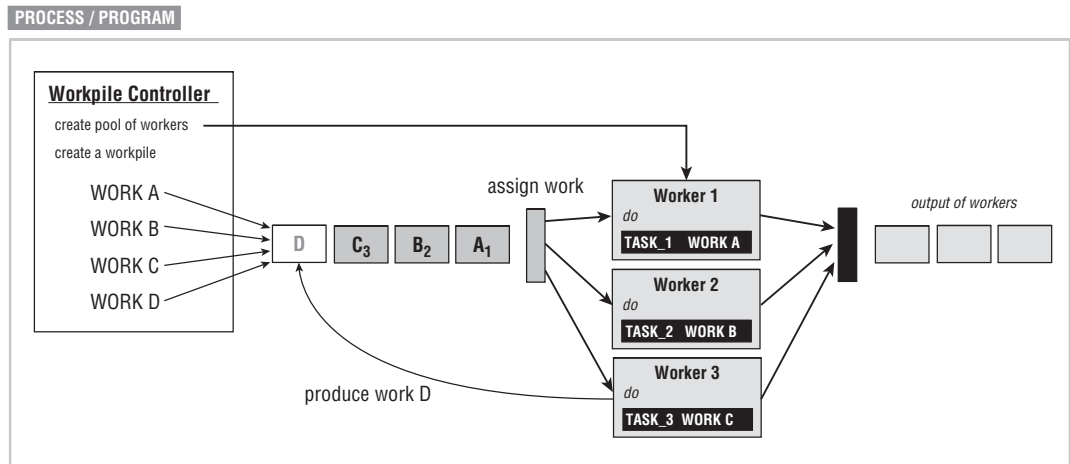 PROCESS / PROGRAM
Workpile Controller
create pool of workers
create a workpile
WORK A
WORK B
WORK C
WORK D
D
C3
B2
A1
assign work
produce work D
Worker 1
do
TASK_1 WORK A
Worker 2
do
TASK_2 WORK B
Worker 3
do
TASK_3 WORK C
output of workers